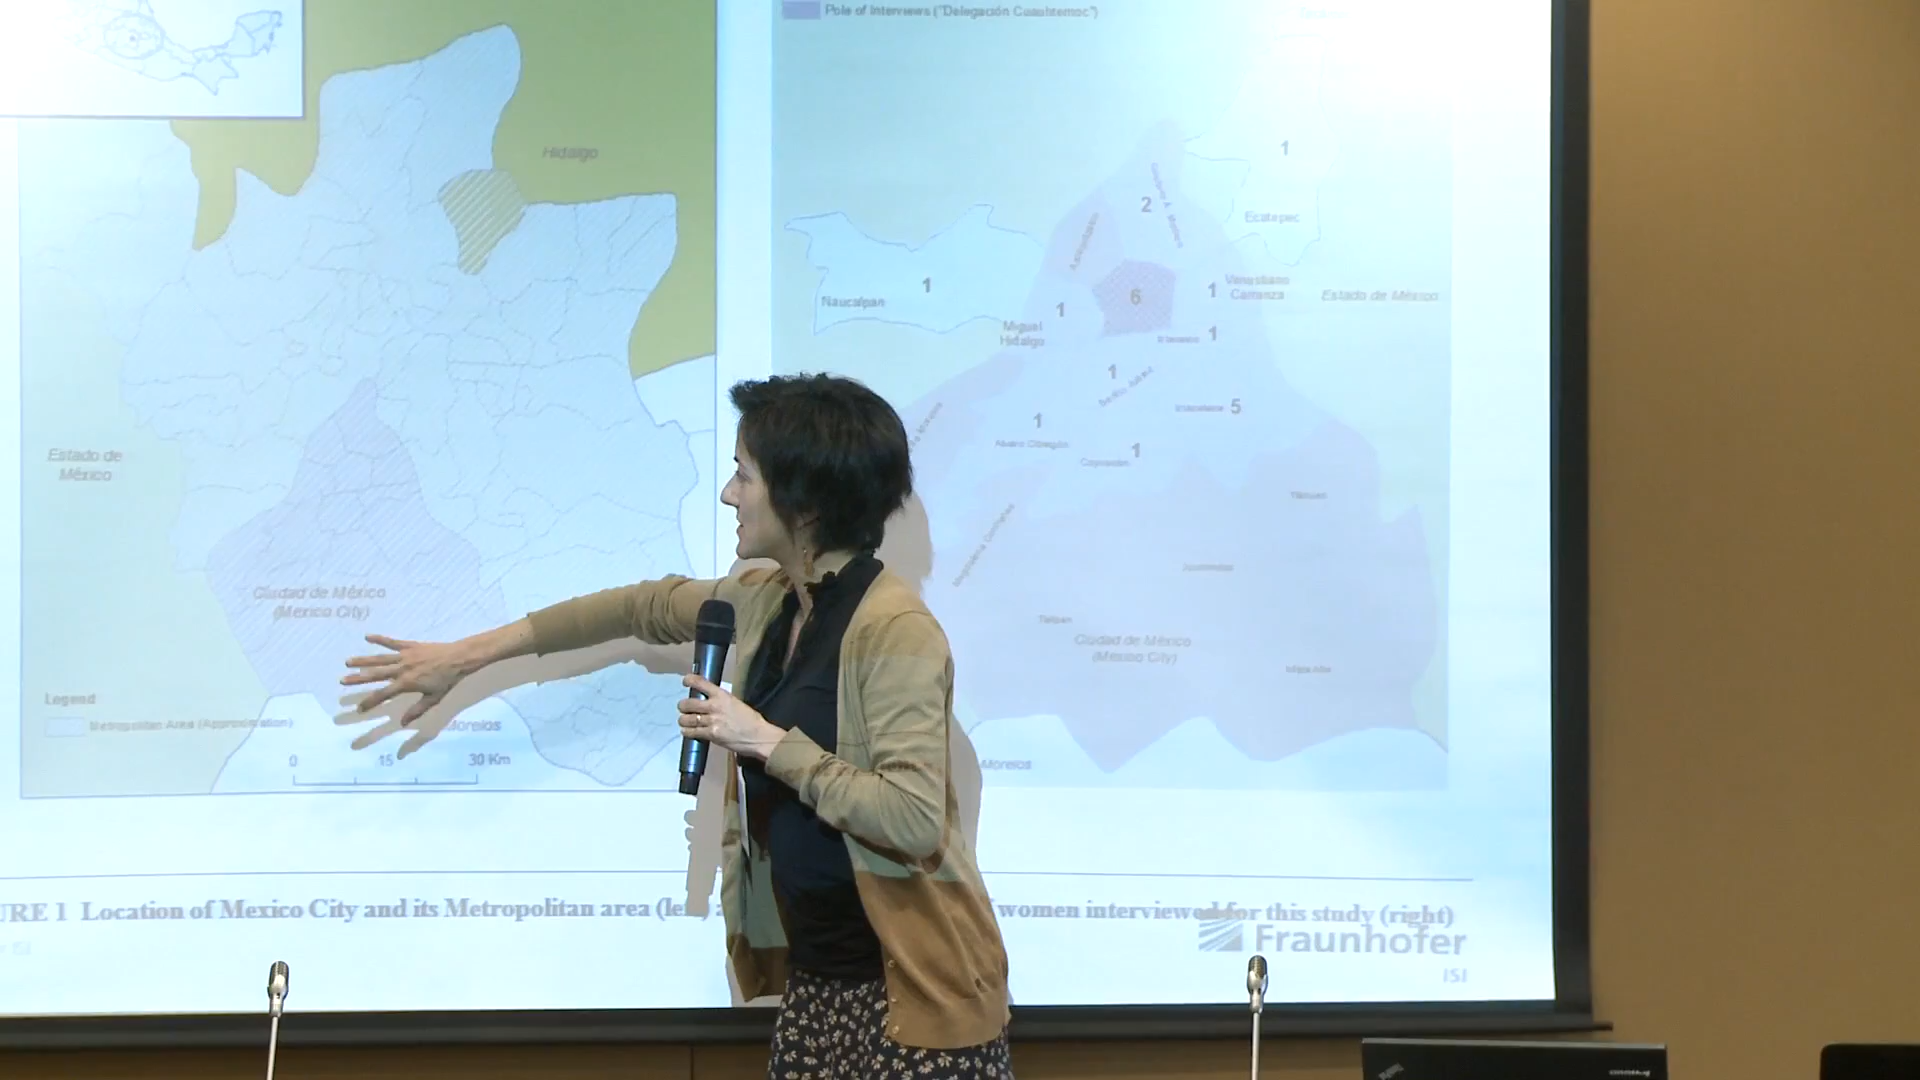 Pole of Interviews ("Delegación Cuauhtemoc")
Hidalgo
1
2
Ecatepec
1
Naucalpan
6
1
Venustiano
Carranza
Estado de México
1
Miguel
Hidalgo
1
1
Benito Juárez
5
1
Alvaro Obregón
1
Coyoacán
Estado de
México
Tláhuac
Magdalena Contreras
Ciudad de México
(Mexico City)
Tlalpan
Ciudad de México
(Mexico City)
Milpa Alta
Legend
Metropolitan Area (Approximation)
Morelos
0 15 30 Km
Morelos
URE 1 Location of Mexico City and its Metropolitan area (left) women interviewed for this study (right)
ISI
Fraunhofer
ISI